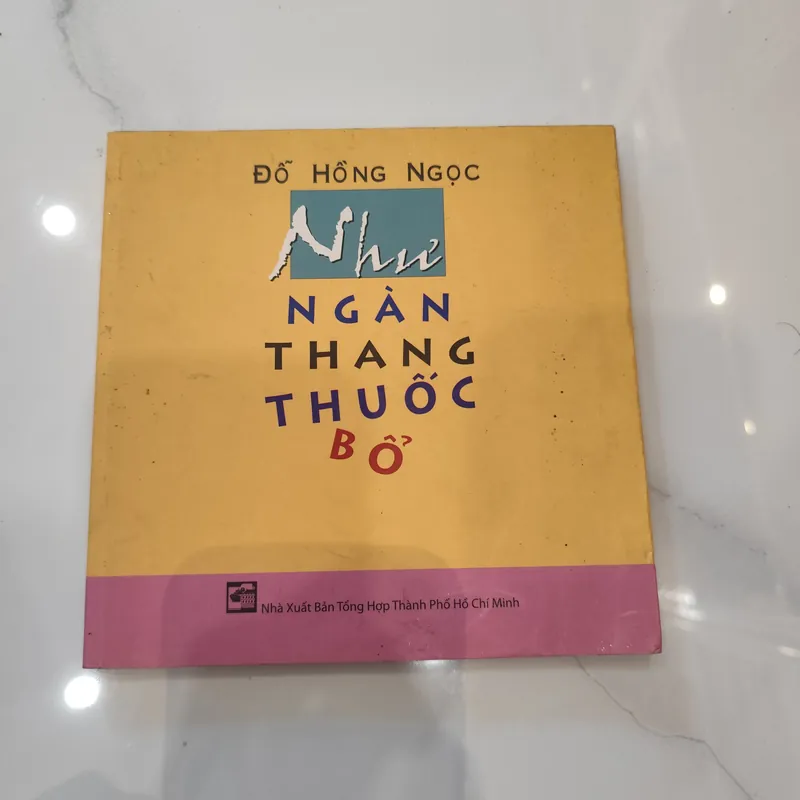 Đỗ Hồng Ngọc
Như
NGÀN
THANG
THUỐC
BỔ
Nhà Xuất Bản Tổng Hợp Thành Phố Hồ Chí Minh